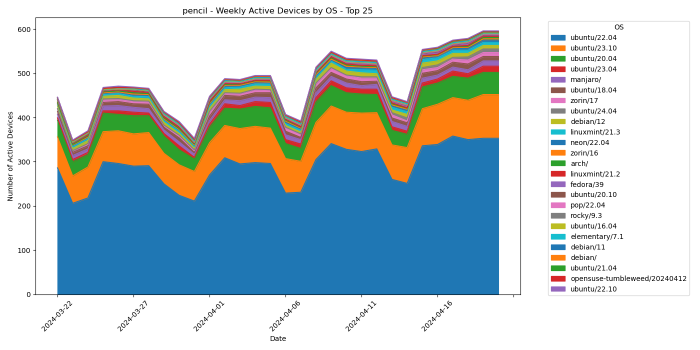 pencil - Weekly Active Devices by OS - Top 25
Number of Active Devices
600
500
400
300
200
100
0
2024-03-22
2024-03-27
2024-04-01
2024-04-06
2024-04-11
2024-04-16
Date
OS
ubuntu/22.04
ubuntu/23.10
ubuntu/20.04
ubuntu/23.04
manjaro/
ubuntu/18.04
zorin/17
ubuntu/24.04
debian/12
linuxmint/21.3
neon/22.04
zorin/16
arch/
linuxmint/21.2
fedora/39
ubuntu/20.10
pop/22.04
rocky/9.3
ubuntu/16.04
elementary/7.1
debian/11
debian/
ubuntu/21.04
opensuse-tumbleweed/20240412
ubuntu/22.10